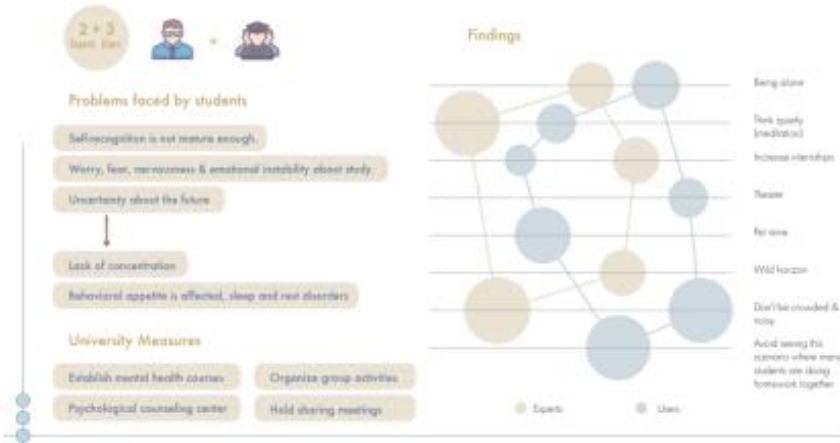 2 + 3
Findings
Problems faced by students
Self-recognition is not mature enough.
Worry, fear, nervousness & emotional instability about study
Uncertainty about the future
Lack of concentration
Behavioral appetite is affected, sleep and rest disorders
University Measures
Establish mental health courses
Organize group activities
Psychological counseling center
Hold sharing meetings
Being alone
Think quietly
(meditation)
Increase internships
Theater
Pet time
Wild horizon
Don't be crowded &
noisy
Avoid seeing this
scenario where many
students are doing
homework together
Experts
Users